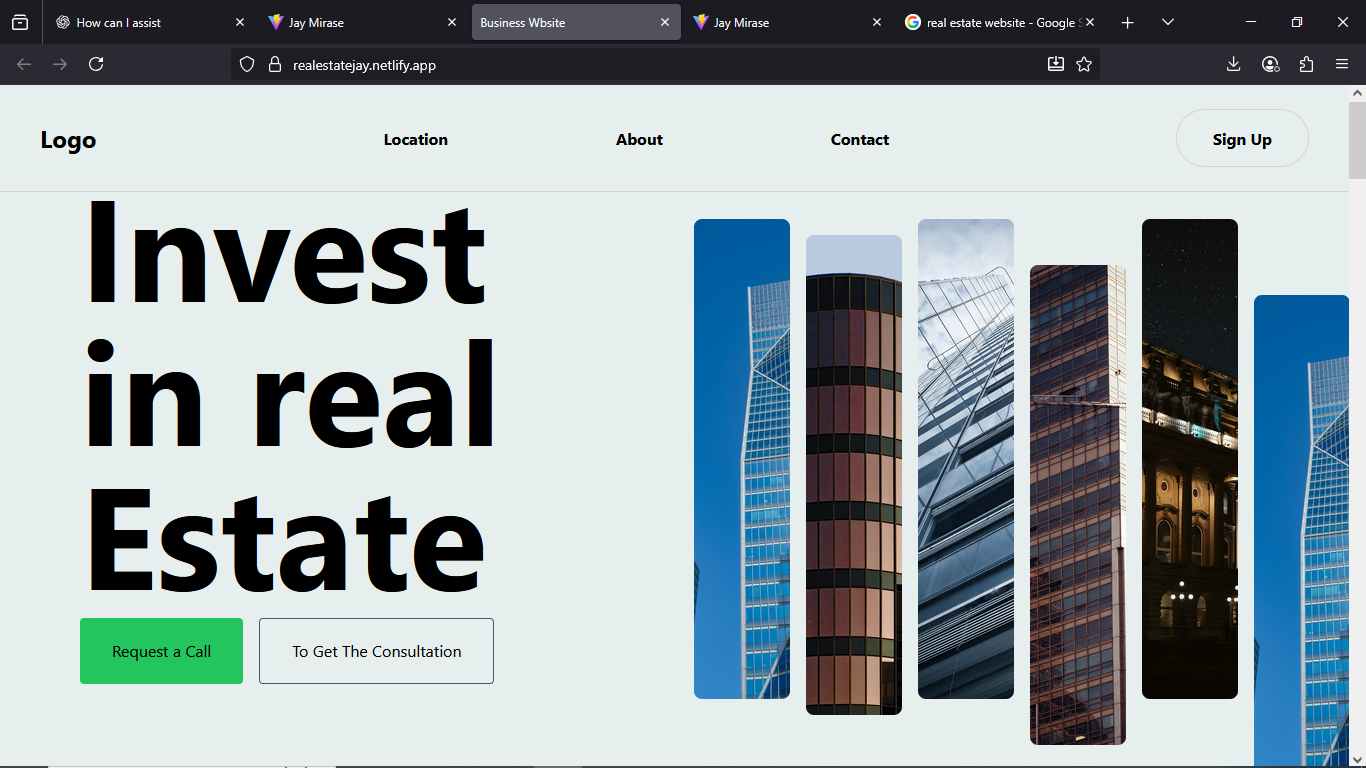 How can I assist
Jay Mirase
Business Wbsite
Jay Mirase
real estate website - Google S
realestatejay.netlify.app
Logo
Location
About
Contact
Sign Up
Invest
in real
Estate
Request a Call
To Get The Consultation